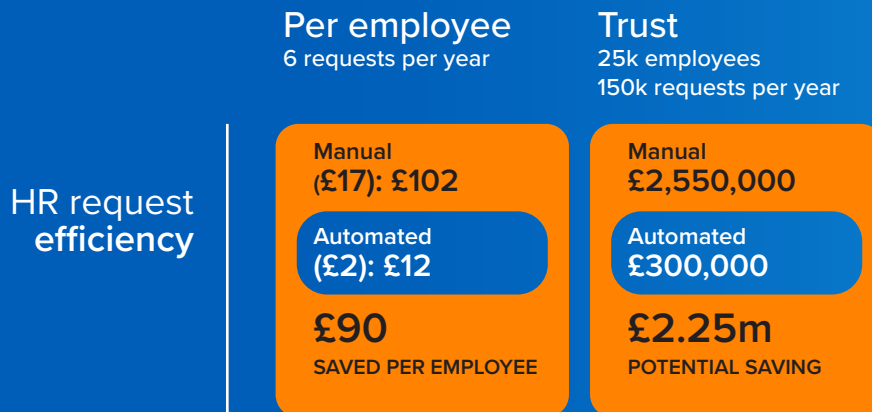 Per employee
6 requests per year
Trust
25k employees
150k requests per year
HR request
efficiency
Manual
(£17): £102
Automated
(£2): £12
£90
SAVED PER EMPLOYEE
Manual
£2,550,000
Automated
£300,000
£2.25m
POTENTIAL SAVING